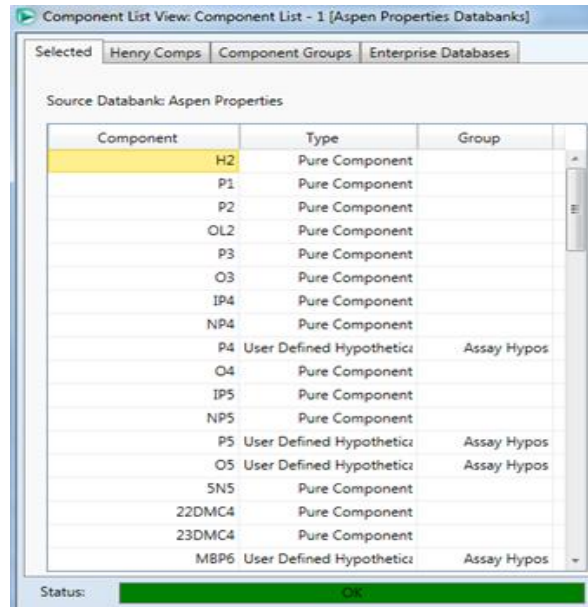 Component List View: Component List - 1 [Aspen Properties Databanks]
Selected Henry Comps Component Groups Enterprise Databases
Source Databank: Aspen Properties
Component Type Group
H2 Pure Component
P1 Pure Component
P2 Pure Component
OL2 Pure Component
P3 Pure Component
O3 Pure Component
IP4 Pure Component
NP4 Pure Component
P4 User Defined Hypothetica Assay Hypos
O4 Pure Component
IP5 Pure Component
NP5 Pure Component
P5 User Defined Hypothetica Assay Hypos
O5 User Defined Hypothetica Assay Hypos
5N5 Pure Component
22DMC4 Pure Component
23DMC4 Pure Component
MBP6 User Defined Hypothetica Assay Hypos
Status: OK